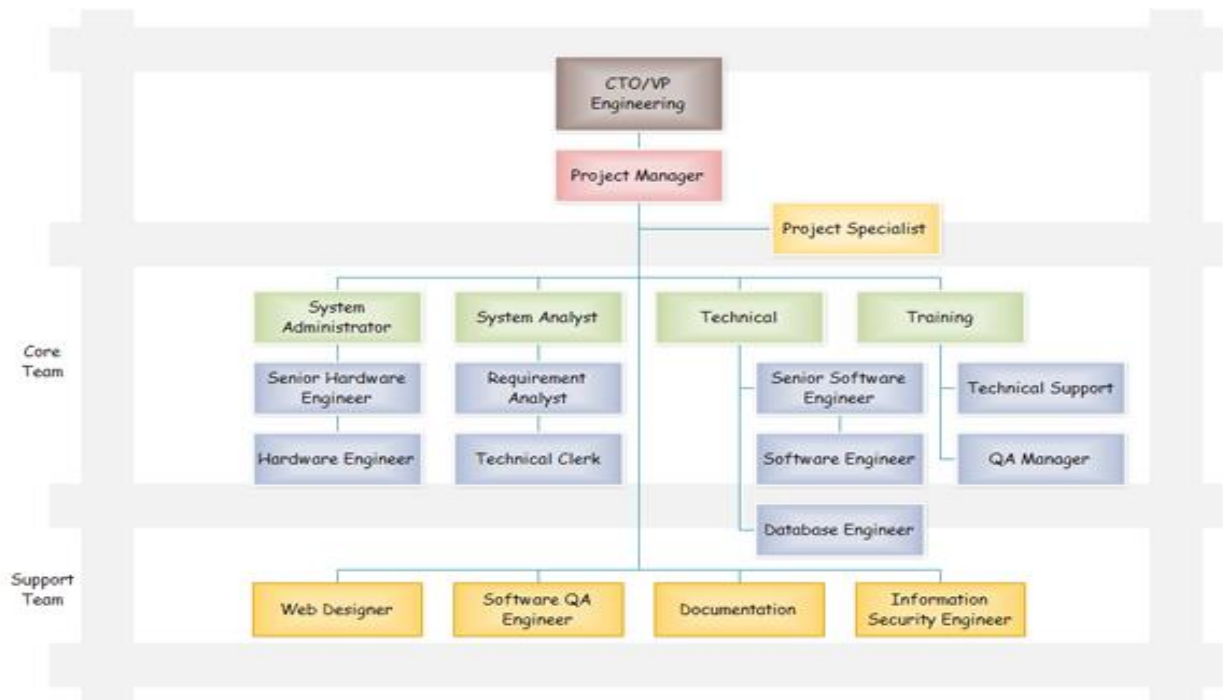 CTO/VP
Engineering
Project Manager
Project Specialist
Core
Team
System
Administrator
System Analyst
Technical
Training
Senior Hardware
Engineer
Requirement
Analyst
Senior Software
Engineer
Technical Support
Hardware Engineer
Technical Clerk
Software Engineer
QA Manager
Database Engineer
Support
Team
Web Designer
Software QA
Engineer
Documentation
Information
Security Engineer